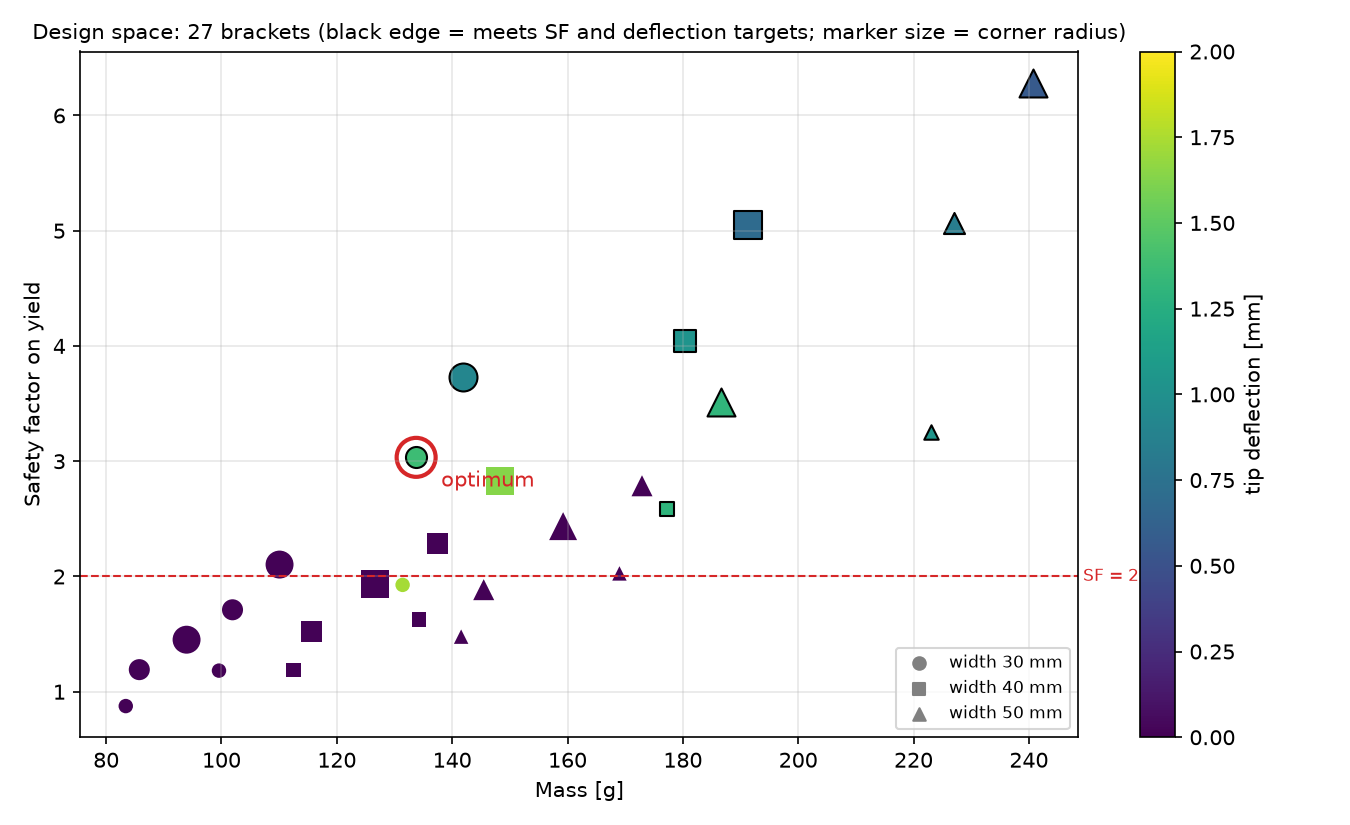 Design space: 27 brackets (black edge = meets SF and deflection targets; marker size = corner radius)
Safety factor on yield
6
5
4
3
2
1
optimum
SF = 2
width 30 mm
width 40 mm
width 50 mm
80 100 120 140 160 180 200 220 240
Mass [g]
2.00
1.75
1.50
1.25
1.00
0.75
0.50
0.25
0.00
tip deflection [mm]